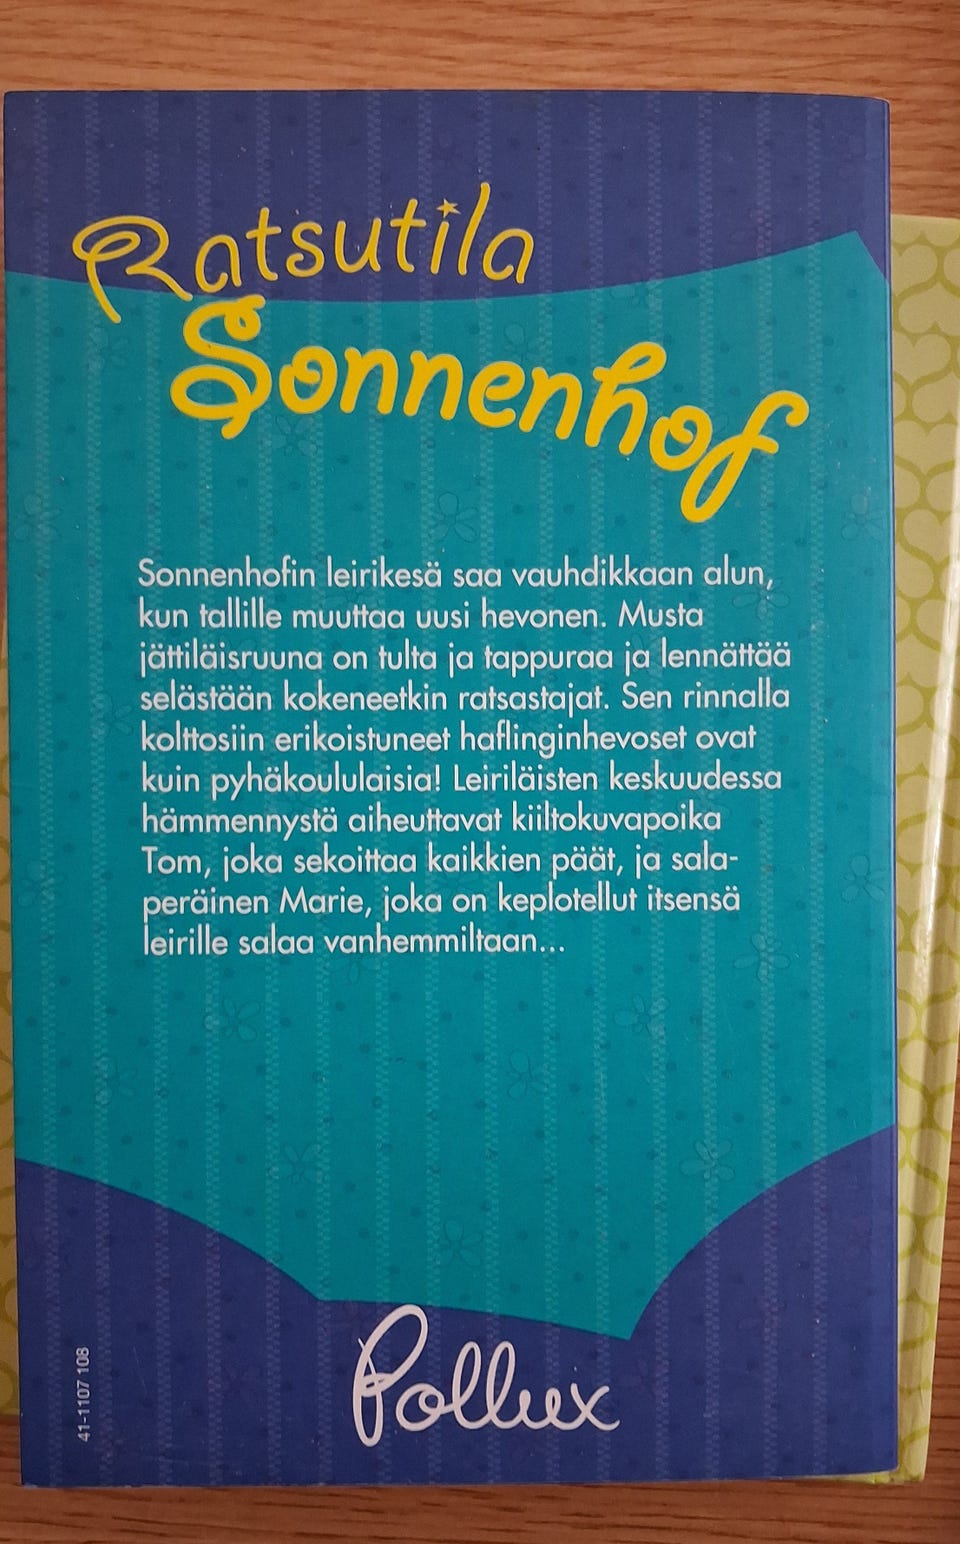 Ratsutila
Sonnenhof
Sonnenhofin leirikesä saa vauhdikkaan alun,
kun tallille muuttaa uusi hevonen. Musta
jättiläisruuna on tulta ja tappuraa ja lennättää
selästään kokeneetkin ratsastajat. Sen rinnalla
kolttosiin erikoistuneet haflinginhevoset ovat
kuin pyhäkoululaisia! Leiriläisten keskuudessa
hämmennystä aiheuttavat kiiltokuvapoika
Tom, joka sekoittaa kaikkien päät, ja sala-
peräinen Marie, joka on keplotellut itsensä
leirille salaa vanhemmiltaan...
Pollux
41-1107 108